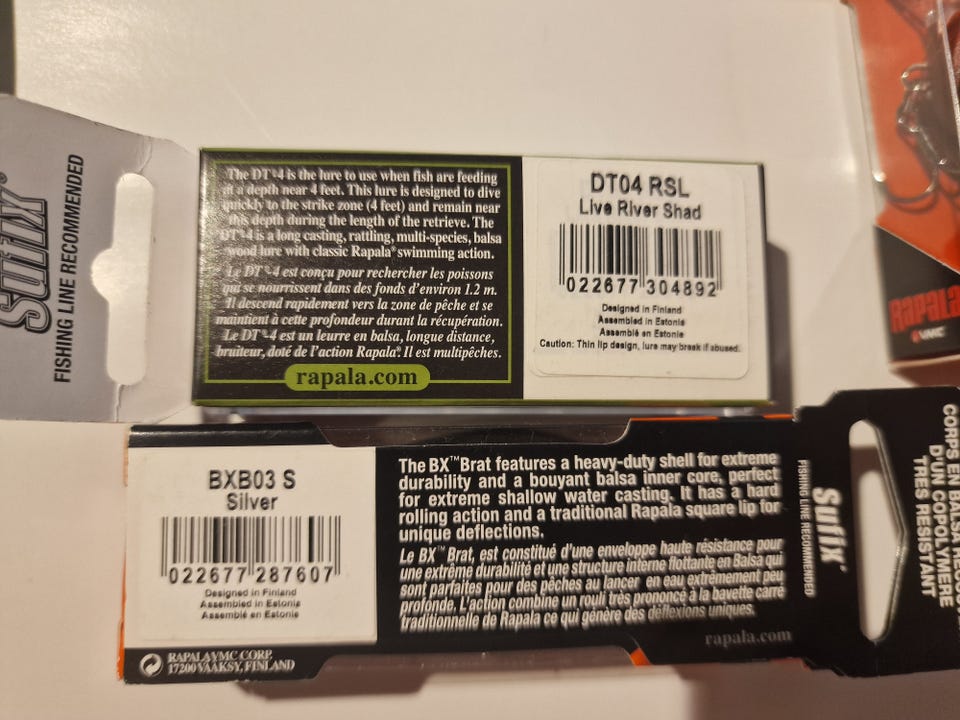 SUFIX®
FISHING LINE RECOMMENDED
The DT®4 is the lure to use when fish are feeding
at a depth near 4 feet. This lure is designed to dive
quickly to the strike zone (4 feet) and remain near
this depth during the length of the retrieve. The
DT®4 is a long casting, rattling, multi-species, balsa
wood lure with classic Rapala® swimming action.
Le DT®4 est conçu pour rechercher les poissons
qui se nourrissent dans des fonds d'environ 1.2 m.
Il descend rapidement vers la zone de pêche et se
maintient à cette profondeur durant la récupération.
Le DT®4 est un leurre en balsa, longue distance,
bruiteur, doté de l'action Rapala®. Il est multipêches.
rapala.com
DT04 RSL
Live River Shad
022677 304892
Designed in Finland
Assembled in Estonia
Assemblé en Estonie
Caution: Thin lip design, lure may break if abused.
RAPALA
VMC
BXB03 S
Silver
022677 287607
Designed in Finland
Assembled in Estonia
Assemblé en Estonie
RAPALA VMC CORP.
17200 VÄÄKSY, FINLAND
The BX™ Brat features a heavy-duty shell for extreme
durability and a bouyant balsa inner core, perfect
for extreme shallow water casting. It has a hard
rolling action and a traditional Rapala square lip for
unique deflections.
Le BX™ Brat, est constitué d'une enveloppe haute résistance pour
une extrême durabilité et une structure interne flottante en Balsa qui
sont parfaites pour des pêches au lancer en eau extrêmement peu
profonde. L'action combine un rouli très prononcé à la bavette carre
traditionnelle de Rapala ce qui génère des déflexions uniques.
rapala.com
FISHING LINE RECOMMENDED
Sufix®
CORPS EN BALSA
D'UN COPOLYMÈRE
TRÈS RÉSISTANT